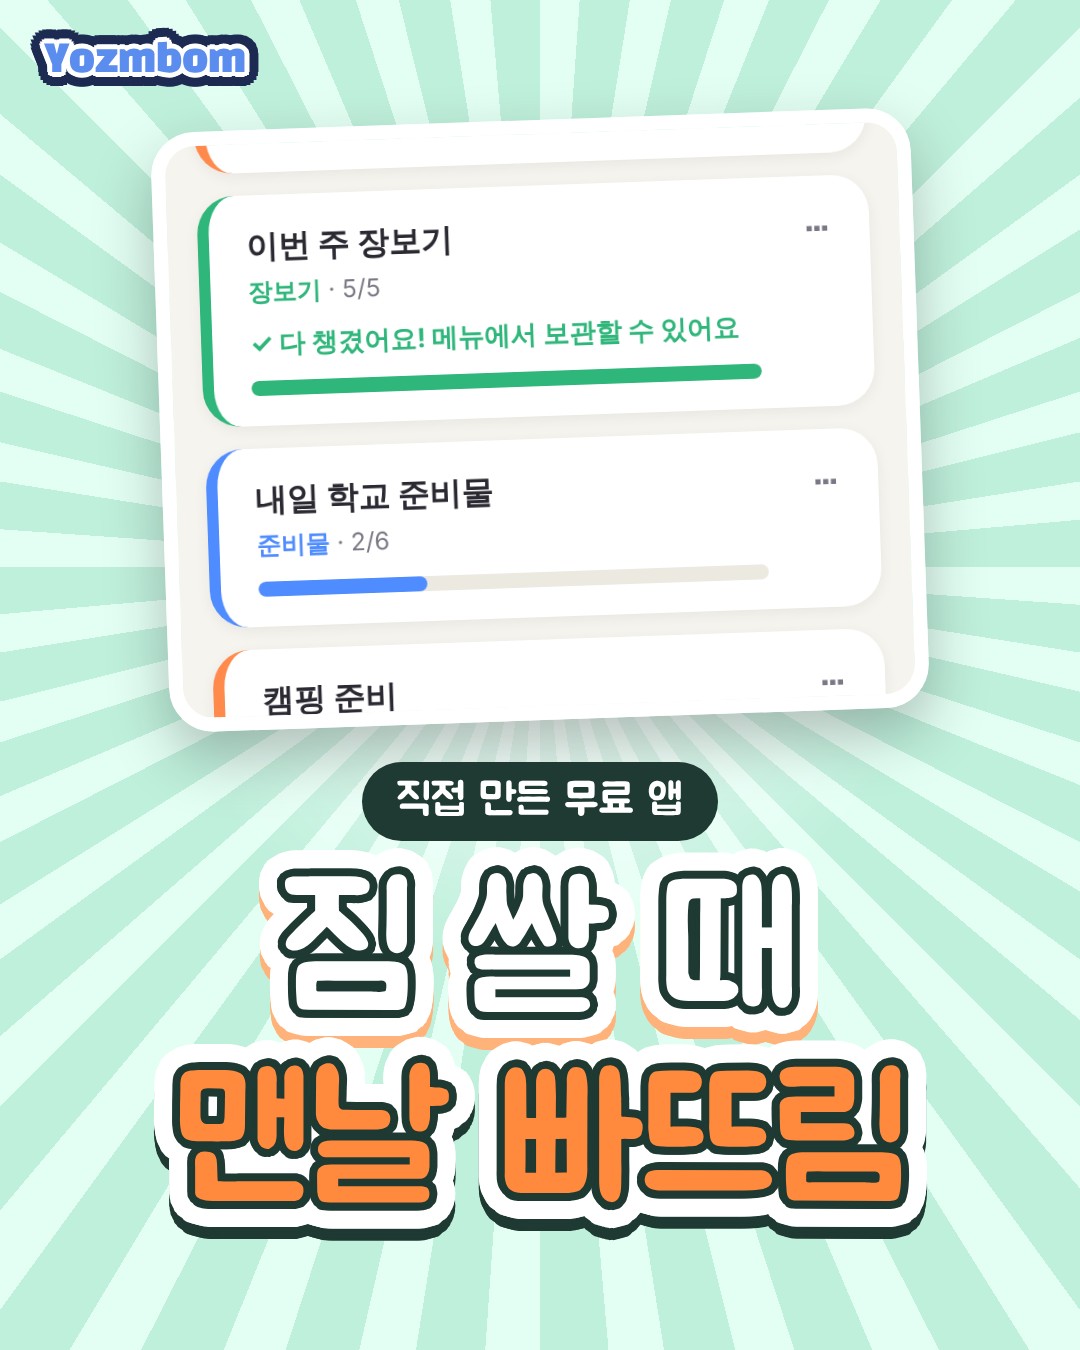 Yozmbom
이번 주 장보기
장보기 · 5/5
✓ 다 챙겼어요! 메뉴에서 보관할 수 있어요
내일 학교 준비물
준비물 · 2/6
캠핑 준비
직접 만든 무료 앱
짐 쌀 때
맨날 빠뜨림